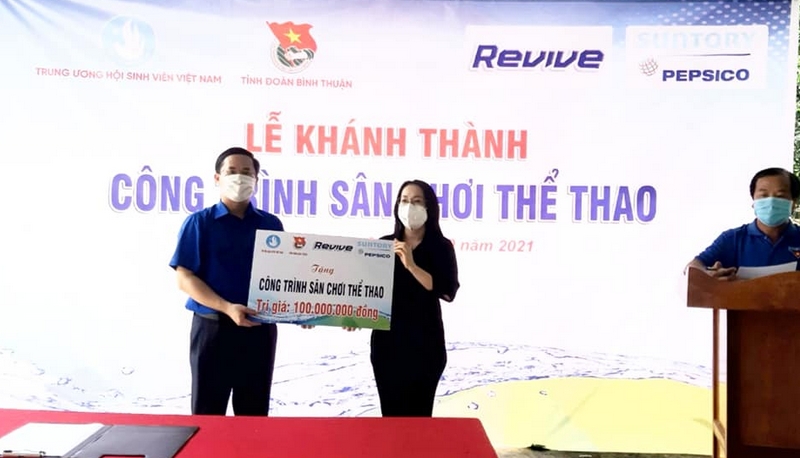 TRUNG ƯƠNG HỘI SINH VIÊN VIỆT NAM
TỈNH ĐOÀN BÌNH THUẬN
REVIVE
SUNTORY
PEPSICO
LỄ KHÁNH THÀNH
CÔNG TRÌNH SÂN CHƠI THỂ THAO
năm 2021
REVIVE
SUNTORY
PEPSICO
Tặng
CÔNG TRÌNH SÂN CHƠI THỂ THAO
Trị giá: 100.000.000 đồng